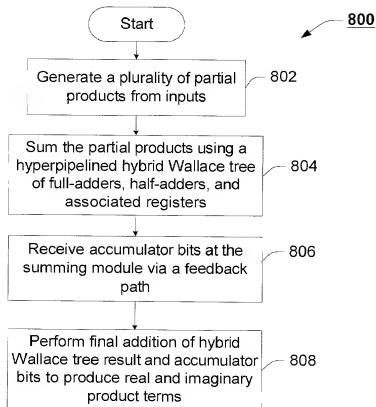 Start
800
Generate a plurality of partial
products from inputs
802
Sum the partial products using a
hyperpipelined hybrid Wallace tree
of full-adders, half-adders, and
associated registers
804
Receive accumulator bits at the
summing module via a feedback
path
806
Perform final addition of hybrid
Wallace tree result and accumulator
bits to produce real and imaginary
product terms
808